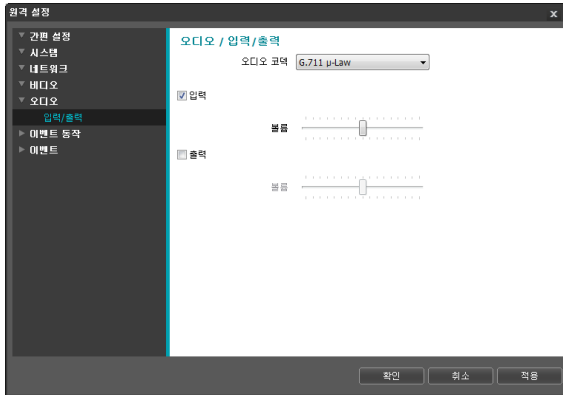 원격 설정
x
간편 설정
시스템
네트워크
비디오
오디오
입력/출력
이벤트 동작
이벤트
오디오 / 입력/출력
오디오 코덱 G.711 μ-Law
입력
볼륨
출력
볼륨
확인 취소 적용